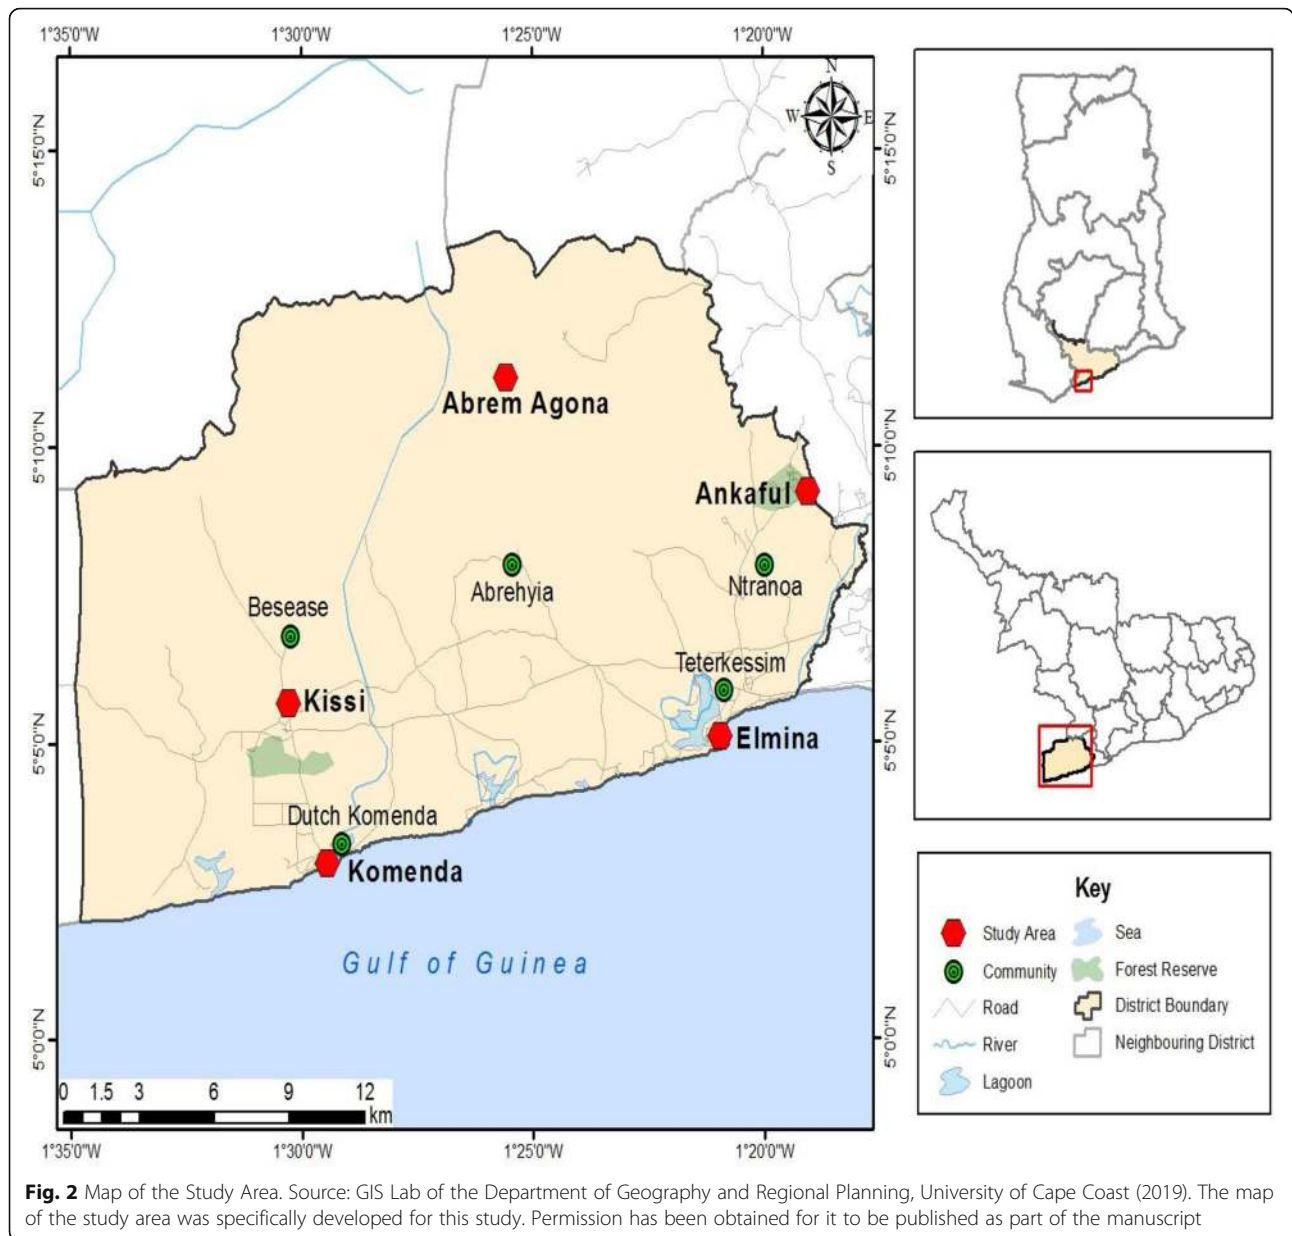 1°35'0"W 1°30'0"W 1°25'0"W 1°20'0"W
N
W E
S
5°15'0"N 5°15'0"N
Abrem Agona
5°10'0"N 5°10'0"N
Ankaful
Abrehyia
Ntranoa
Besease
Teterkessim
Kissi
Elmina
5°5'0"N 5°5'0"N
Dutch Komenda
Komenda
Gulf of Guinea
5°0'0"N 5°0'0"N
0 1.5 3 6 9 12
km
1°35'0"W 1°30'0"W 1°25'0"W 1°20'0"W
Key
Study Area
Community
Road
River
Lagoon
Sea
Forest Reserve
District Boundary
Neighbouring District
Fig. 2 Map of the Study Area. Source: GIS Lab of the Department of Geography and Regional Planning, University of Cape Coast (2019). The map
of the study area was specifically developed for this study. Permission has been obtained for it to be published as part of the manuscript